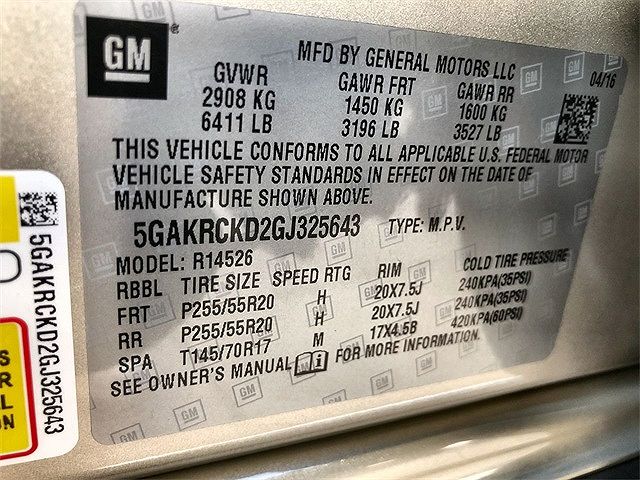 GM
MFD BY GENERAL MOTORS LLC
04/16
GVWR GAWR FRT GAWR RR
2908 KG 1450 KG 1600 KG
6411 LB 3196 LB 3527 LB
THIS VEHICLE CONFORMS TO ALL APPLICABLE U.S. FEDERAL MOTOR
VEHICLE SAFETY STANDARDS IN EFFECT ON THE DATE OF
MANUFACTURE SHOWN ABOVE.
5GAKRCKD2GJ325643 TYPE: M.P.V.
MODEL: R14526
RBBL TIRE SIZE SPEED RTG RIM COLD TIRE PRESSURE
FRT P255/55R20 H 20X7.5J 240KPA(35PSI)
RR P255/55R20 H 20X7.5J 240KPA(35PSI)
SPA T145/70R17 M 17X4.5B 420KPA(60PSI)
SEE OWNER'S MANUAL FOR MORE INFORMATION.
5GAKRCKD2GJ325643